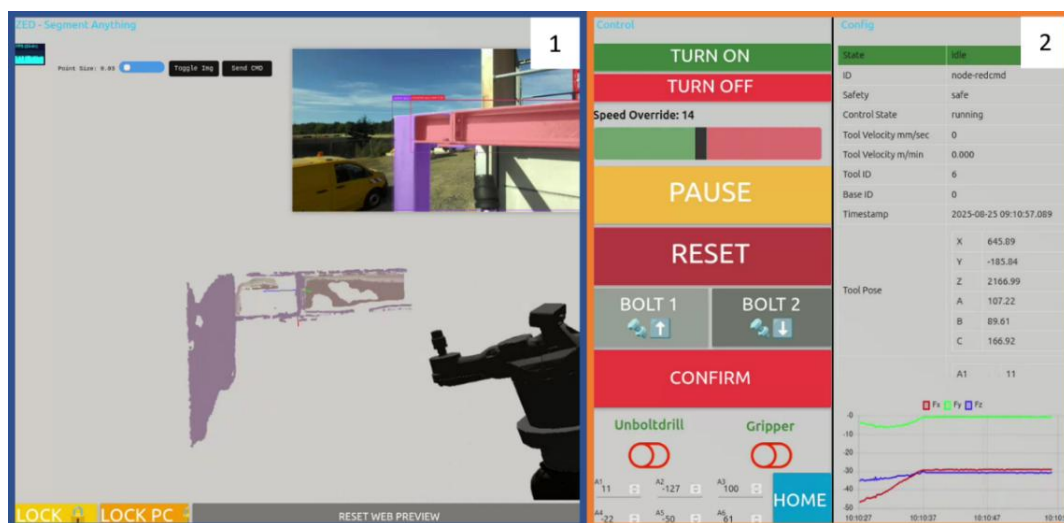 ZED - Segment Anything
1
Point Size: 0.05
Toggle Img
Send CMD
LOCK
LOCK PC
RESET WEB PREVIEW
Control
TURN ON
TURN OFF
Speed Override: 14
PAUSE
RESET
BOLT 1
BOLT 2
CONFIRM
Unboltdrill
Gripper
A1 11
A2 -127
A3 100
A4 -22
A5 -50
A6 61
HOME
Config
2
State Idle
ID node-redcmd
Safety safe
Control State running
Tool Velocity mm/sec 0
Tool Velocity m/min 0.000
Tool ID 6
Base ID 0
Timestamp 2025-08-25 09:10:57.089
Tool Pose
X 645.89
Y -185.84
Z 2166.99
A 107.22
B 89.61
C 166.92
A1 11
Fx Fy Fz
-0
-10
-20
-30
-40
-50
10:10:27 10:10:37 10:10:47